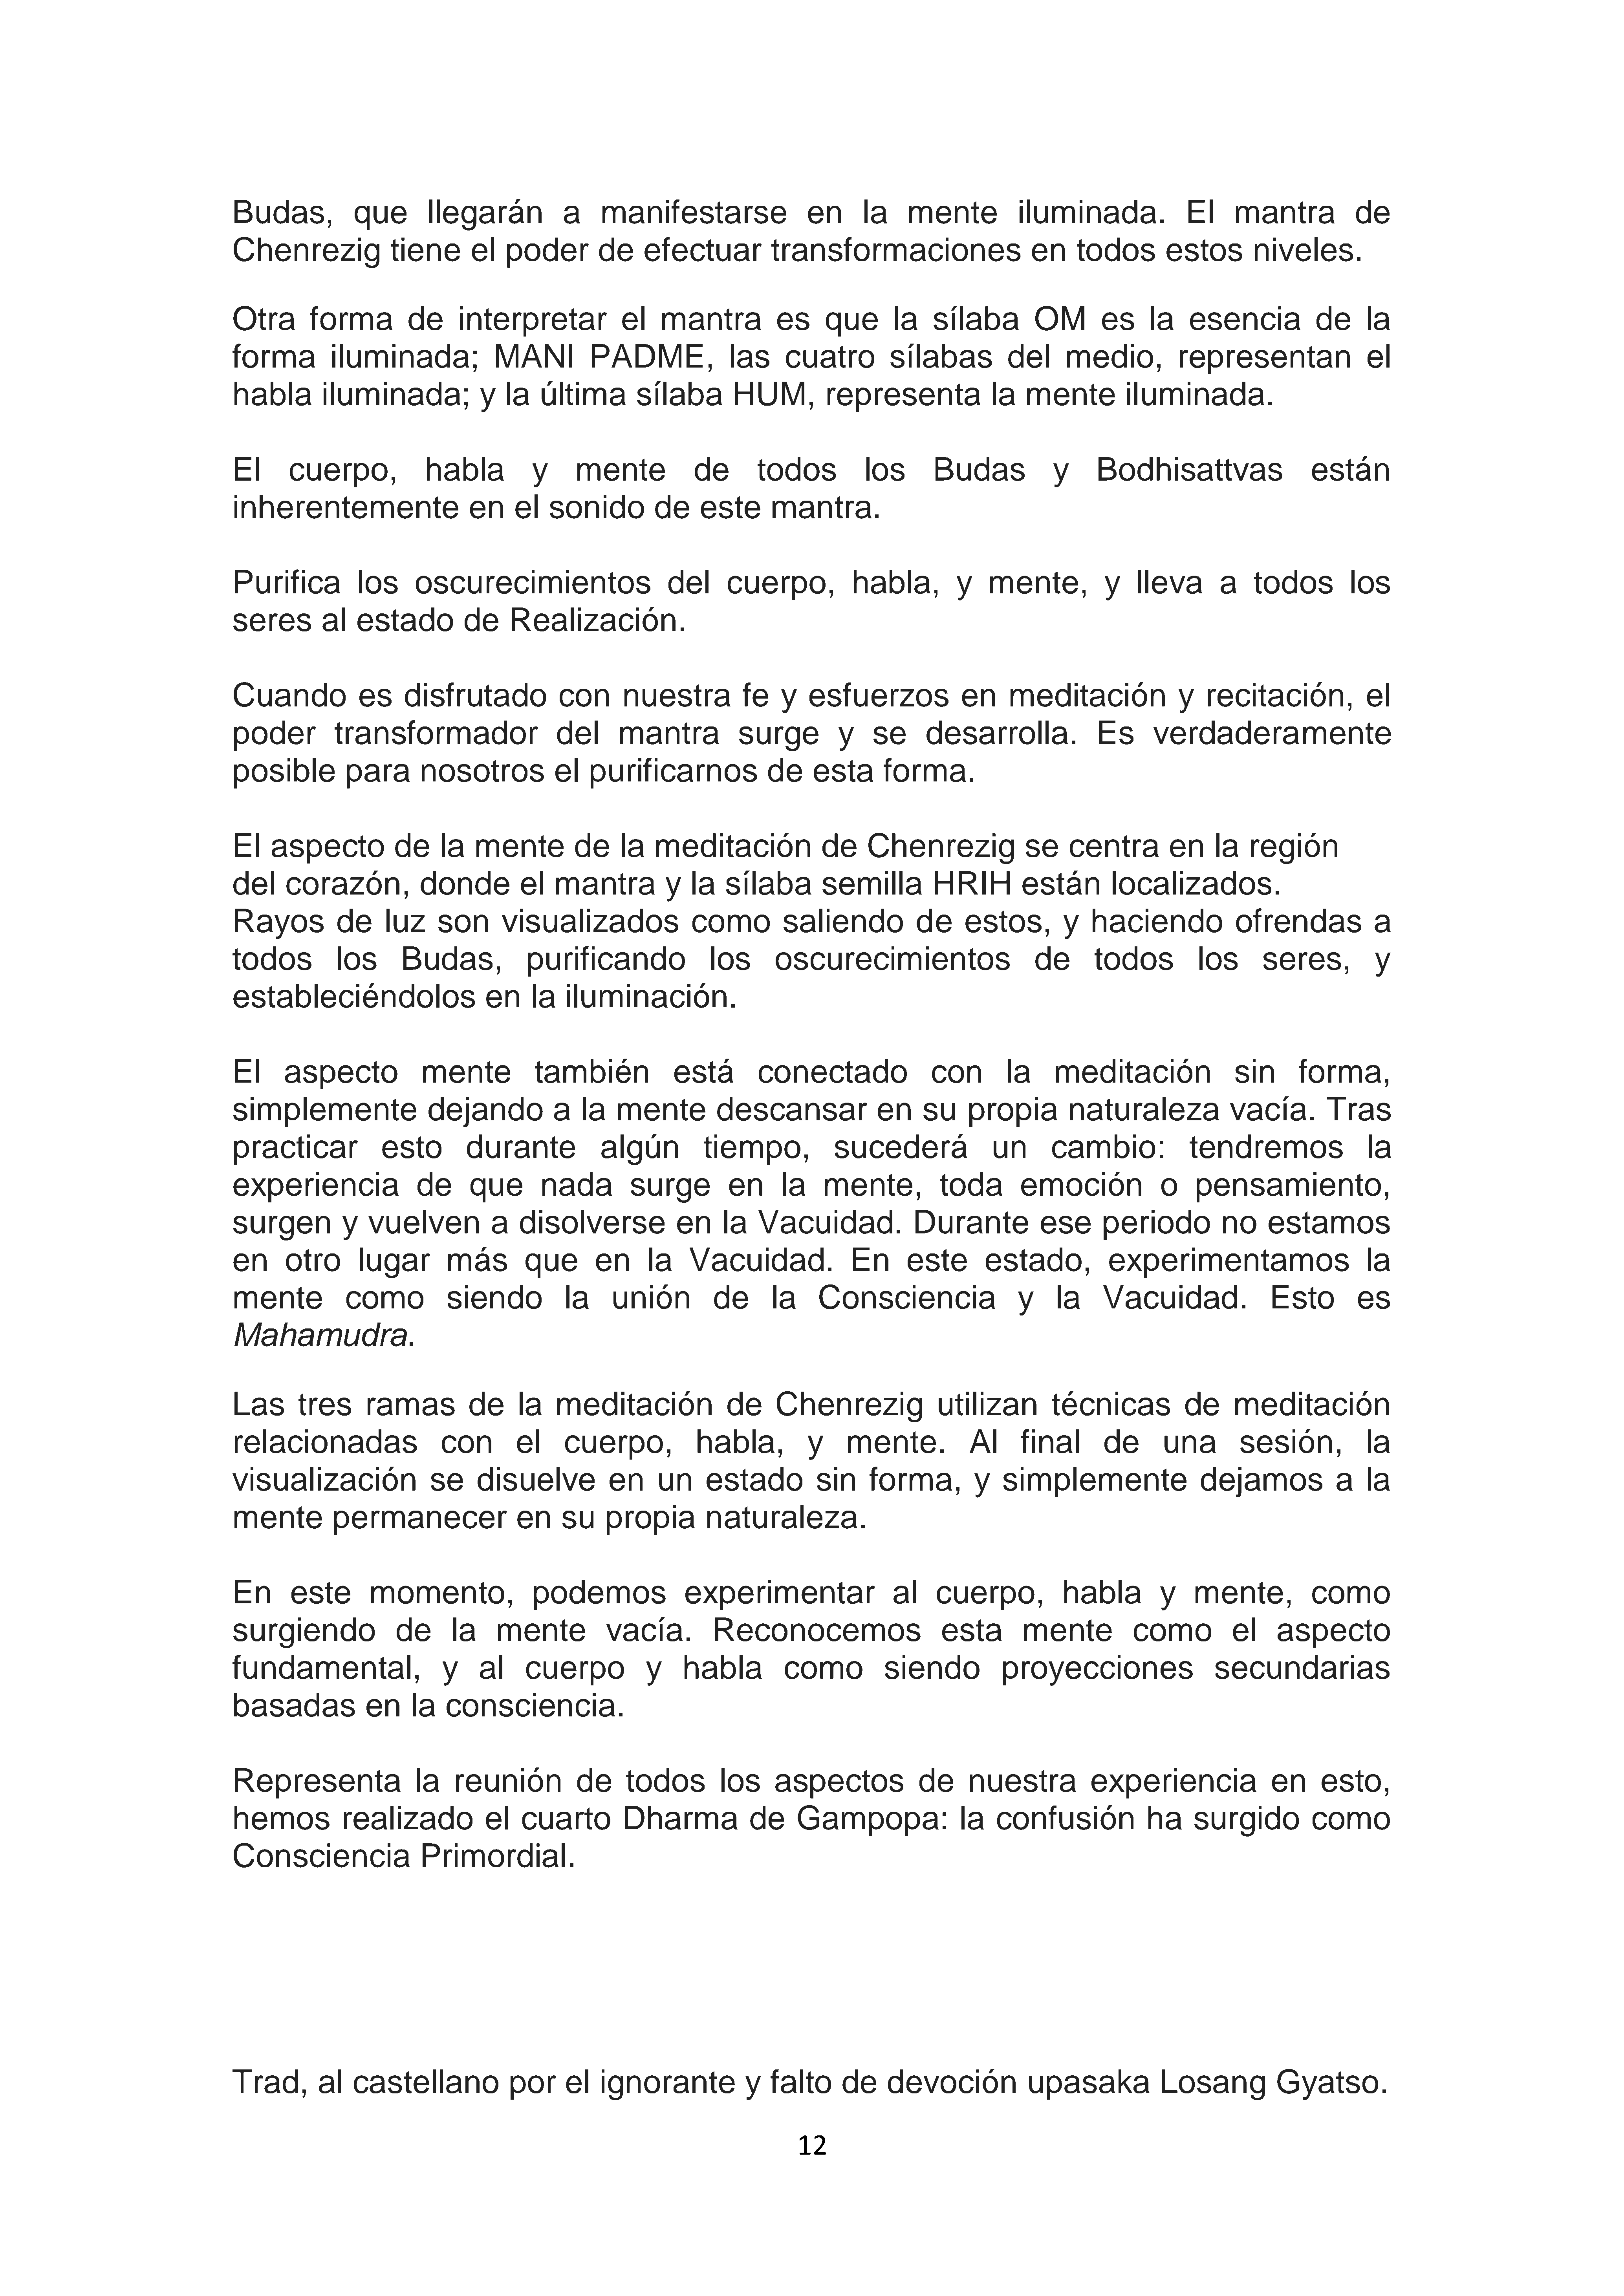 Budas, que llegarán a manifestarse en la mente iluminada. El mantra de
Chenrezig tiene el poder de efectuar transformaciones en todos estos niveles.
Otra forma de interpretar el mantra es que la sílaba OM es la esencia de la
forma iluminada; MANI PADME, las cuatro sílabas del medio, representan el
habla iluminada; y la última sílaba HUM, representa la mente iluminada.
El cuerpo, habla y mente de todos los Budas y Bodhisattvas están
inherentemente en el sonido de este mantra.
Purifica los oscurecimientos del cuerpo, habla, y mente, y lleva a todos los
seres al estado de Realización.
Cuando es disfrutado con nuestra fe y esfuerzos en meditación y recitación, el
poder transformador del mantra surge y se desarrolla. Es verdaderamente
posible para nosotros el purificarnos de esta forma.
El aspecto de la mente de la meditación de Chenrezig se centra en la región
del corazón, donde el mantra y la sílaba semilla HRIH están localizados.
Rayos de luz son visualizados como saliendo de estos, y haciendo ofrendas a
todos los Budas, purificando los oscurecimientos de todos los seres, y
estableciéndolos en la iluminación.
El aspecto mente también está conectado con la meditación sin forma,
simplemente dejando a la mente descansar en su propia naturaleza vacía. Tras
practicar esto durante algún tiempo, sucederá un cambio: tendremos la
experiencia de que nada surge en la mente, toda emoción o pensamiento,
surgen y vuelven a disolverse en la Vacuidad. Durante ese periodo no estamos
en otro lugar más que en la Vacuidad. En este estado, experimentamos la
mente como siendo la unión de la Consciencia y la Vacuidad. Esto es
Mahamudra.
Las tres ramas de la meditación de Chenrezig utilizan técnicas de meditación
relacionadas con el cuerpo, habla, y mente. Al final de una sesión, la
visualización se disuelve en un estado sin forma, y simplemente dejamos a la
mente permanecer en su propia naturaleza.
En este momento, podemos experimentar al cuerpo, habla y mente, como
surgiendo de la mente vacía. Reconocemos esta mente como el aspecto
fundamental, y al cuerpo y habla como siendo proyecciones secundarias
basadas en la consciencia.
Representa la reunión de todos los aspectos de nuestra experiencia en esto,
hemos realizado el cuarto Dharma de Gampopa: la confusión ha surgido como
Consciencia Primordial.
Trad, al castellano por el ignorante y falto de devoción upasaka Losang Gyatso.
12